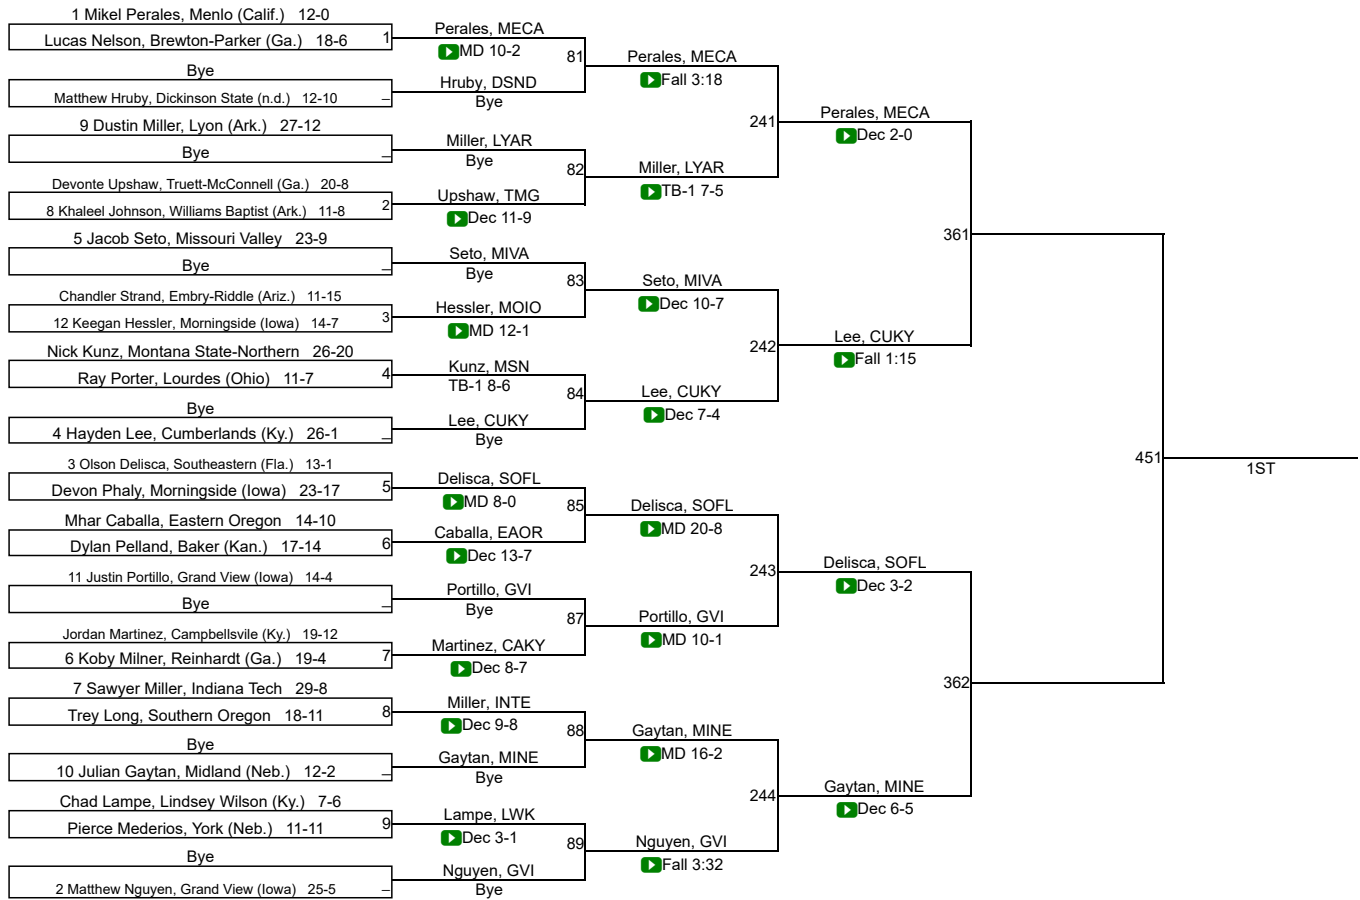 1 Mikel Perales, Menlo (Calif.) 12-0
Lucas Nelson, Brewton-Parker (Ga.) 18-6 1
Bye
Matthew Hruby, Dickinson State (n.d.) 12-10 _
9 Dustin Miller, Lyon (Ark.) 27-12
Bye _
Devonte Upshaw, Truett-McConnell (Ga.) 20-8
8 Khaleel Johnson, Williams Baptist (Ark.) 11-8 2
5 Jacob Seto, Missouri Valley 23-9
Bye _
Chandler Strand, Embry-Riddle (Ariz.) 11-15
12 Keegan Hessler, Morningside (Iowa) 14-7 3
Nick Kunz, Montana State-Northern 26-20
Ray Porter, Lourdes (Ohio) 11-7 4
Bye
4 Hayden Lee, Cumberlands (Ky.) 26-1 _
3 Olson Delisca, Southeastern (Fla.) 13-1
Devon Phaly, Morningside (Iowa) 23-17 5
Mhar Caballa, Eastern Oregon 14-10
Dylan Pelland, Baker (Kan.) 17-14 6
11 Justin Portillo, Grand View (Iowa) 14-4
Bye _
Jordan Martinez, Campbellsvile (Ky.) 19-12
6 Koby Milner, Reinhardt (Ga.) 19-4 7
7 Sawyer Miller, Indiana Tech 29-8
Trey Long, Southern Oregon 18-11 8
Bye
10 Julian Gaytan, Midland (Neb.) 12-2 _
Chad Lampe, Lindsey Wilson (Ky.) 7-6
Pierce Mederios, York (Neb.) 11-11 9
Bye
2 Matthew Nguyen, Grand View (Iowa) 25-5 _
Perales, MECA
MD 10-2
81
Hruby, DSND
Bye
Miller, LYAR
Bye
82
Upshaw, TMG
Dec 11-9
Seto, MIVA
Bye
83
Hessler, MOIO
MD 12-1
Kunz, MSN
TB-1 8-6
84
Lee, CUKY
Bye
Delisca, SOFL
MD 8-0
85
Caballa, EAOR
Dec 13-7
Portillo, GVI
Bye
87
Martinez, CAKY
Dec 8-7
Miller, INTE
Dec 9-8
88
Gaytan, MINE
Bye
Lampe, LWK
Dec 3-1
89
Nguyen, GVI
Bye
Perales, MECA
Fall 3:18
241
Miller, LYAR
TB-1 7-5
Seto, MIVA
Dec 10-7
242
Lee, CUKY
Dec 7-4
Delisca, SOFL
MD 20-8
243
Portillo, GVI
MD 10-1
Gaytan, MINE
MD 16-2
244
Nguyen, GVI
Fall 3:32
Perales, MECA
Dec 2-0
361
Lee, CUKY
Fall 1:15
Delisca, SOFL
Dec 3-2
362
Gaytan, MINE
Dec 6-5
451
1ST